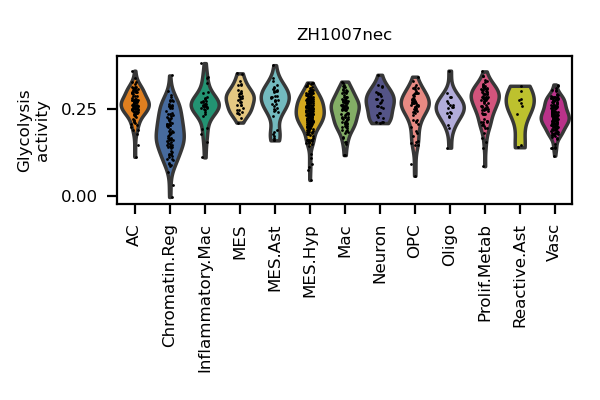 ZH1007nec
Glycolysis
activity
0.25
0.00
AC
Chromatin.Reg
Inflammatory.Mac
MES
MES.Ast
MES.Hyp
Mac
Neuron
OPC
Oligo
Prolif.Metab
Reactive.Ast
Vasc